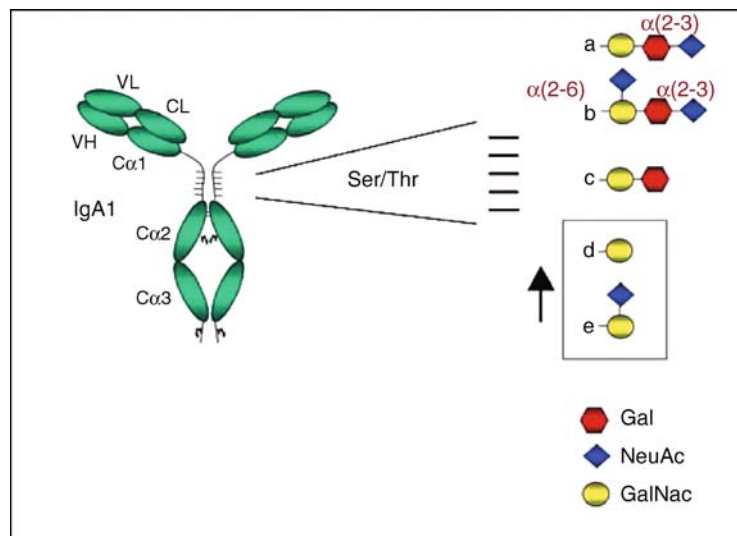 α(2-3)
a
VL
CL
α(2-6)
α(2-3)
b
VH
Cα1
Ser/Thr
c
IgA1
Cα2
d
Cα3
e
Gal
NeuAc
GalNac